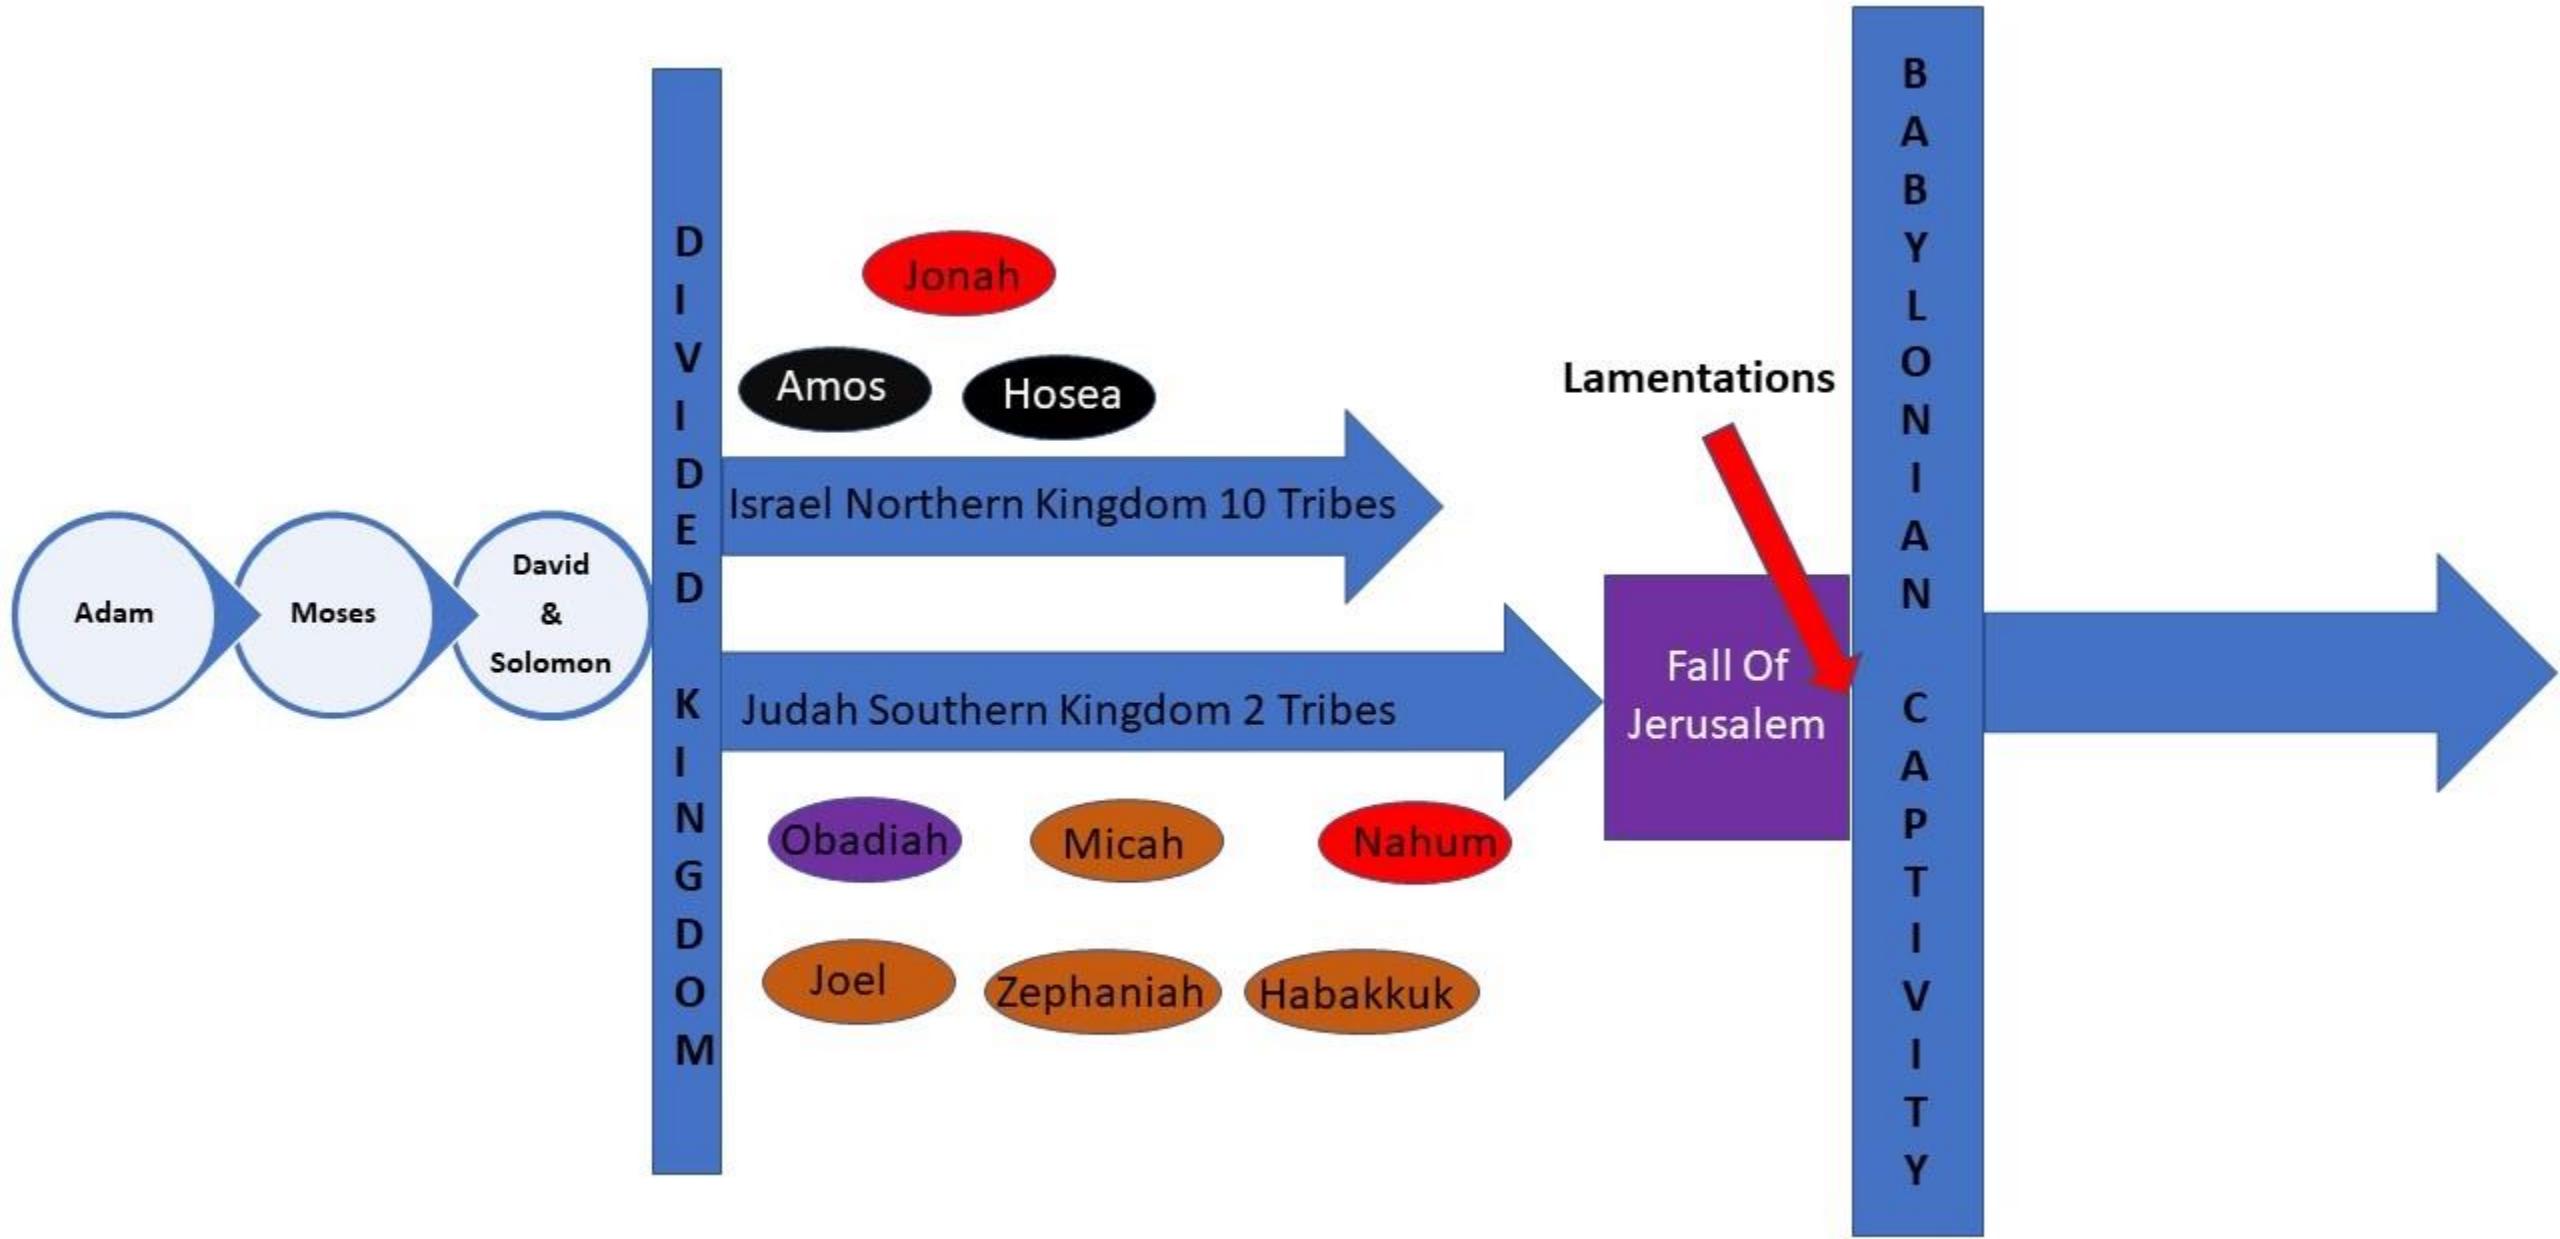 Adam
Moses
David
&
Solomon
DIVIDED KINGDOM
Jonah
Amos
Hosea
Israel Northern Kingdom 10 Tribes
Judah Southern Kingdom 2 Tribes
Obadiah
Micah
Nahum
Joel
Zephaniah
Habakkuk
Lamentations
Fall Of
Jerusalem
BABYLONIAN CAPTIVITY